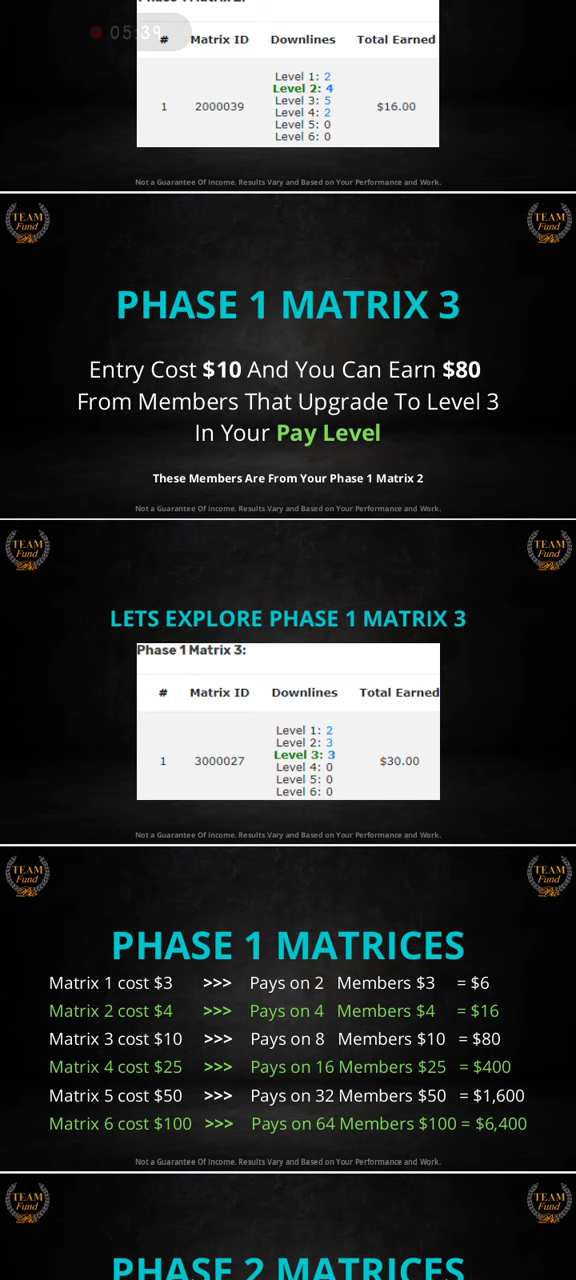 Phase 1 Matrix 2:
05:39
# Matrix ID Downlines Total Earned
Level 1: 2
Level 2: 4
1 2000039 Level 3: 5 $16.00
Level 4: 2
Level 5: 0
Level 6: 0
Not a Guarantee Of Income. Results Vary and Based on Your Performance and Work.
TEAM
Fund
TEAM
Fund
PHASE 1 MATRIX 3
Entry Cost $10 And You Can Earn $80
From Members That Upgrade To Level 3
In Your Pay Level
These Members Are From Your Phase 1 Matrix 2
Not a Guarantee Of Income. Results Vary and Based on Your Performance and Work.
TEAM
Fund
TEAM
Fund
LETS EXPLORE PHASE 1 MATRIX 3
Phase 1 Matrix 3:
# Matrix ID Downlines Total Earned
Level 1: 2
Level 2: 3
Level 3: 3
1 3000027 Level 4: 0 $30.00
Level 5: 0
Level 6: 0
Not a Guarantee Of Income. Results Vary and Based on Your Performance and Work.
TEAM
Fund
TEAM
Fund
PHASE 1 MATRICES
Matrix 1 cost $3 >>> Pays on 2 Members $3 = $6
Matrix 2 cost $4 >>> Pays on 4 Members $4 = $16
Matrix 3 cost $10 >>> Pays on 8 Members $10 = $80
Matrix 4 cost $25 >>> Pays on 16 Members $25 = $400
Matrix 5 cost $50 >>> Pays on 32 Members $50 = $1,600
Matrix 6 cost $100 >>> Pays on 64 Members $100 = $6,400
Not a Guarantee Of Income. Results Vary and Based on Your Performance and Work.
TEAM
Fund
TEAM
Fund
PHASE 2 MATRICES